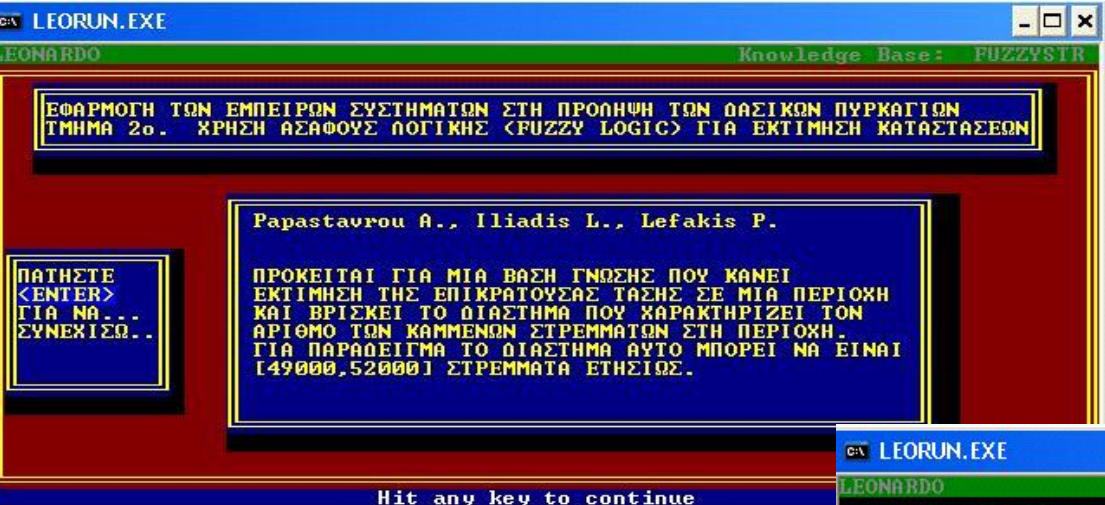 LEORUN.EXE
LEONARDO Knowledge Base: FUZZYSTR
ΕΦΑΡΜΟΓΗ ΤΩΝ ΕΜΠΕΙΡΩΝ ΣΥΣΤΗΜΑΤΩΝ ΣΤΗ ΠΡΟΛΗΨΗ ΤΩΝ ΔΑΣΙΚΩΝ ΠΥΡΚΑΓΙΩΝ
ΤΜΗΜΑ 2ο. ΧΡΗΣΗ ΑΣΑΦΟΥΣ ΛΟΓΙΚΗΣ (FUZZY LOGIC) ΓΙΑ ΕΚΤΙΜΗΣΗ ΚΑΤΑΣΤΑΣΕΩΝ
Papastavrou A., Iliadis L., Lefakis P.
ΠΡΟΚΕΙΤΑΙ ΓΙΑ ΜΙΑ ΒΑΣΗ ΓΝΩΣΗΣ ΠΟΥ ΚΑΝΕΙ
ΕΚΤΙΜΗΣΗ ΤΗΣ ΕΠΙΚΡΑΤΟΥΣΑΣ ΤΑΣΗΣ ΣΕ ΜΙΑ ΠΕΡΙΟΧΗ
ΚΑΙ ΒΡΙΣΚΕΙ ΤΟ ΔΙΑΣΤΗΜΑ ΠΟΥ ΧΑΡΑΚΤΗΡΙΖΕΙ ΤΟΝ
ΑΡΙΘΜΟ ΤΩΝ ΚΑΜΜΕΝΩΝ ΣΤΡΕΜΜΑΤΩΝ ΣΤΗ ΠΕΡΙΟΧΗ.
ΓΙΑ ΠΑΡΑΔΕΙΓΜΑ ΤΟ ΔΙΑΣΤΗΜΑ ΑΥΤΟ ΜΠΟΡΕΙ ΝΑ ΕΙΝΑΙ
[49000,52000] ΣΤΡΕΜΜΑΤΑ ΕΤΗΣΙΩΣ.
ΠΑΤΗΣΤΕ
<ENTER>
ΓΙΑ ΝΑ...
ΣΥΝΕΧΙΣΩ..
Hit any key to continue
LEORUN.EXE
LEONARDO